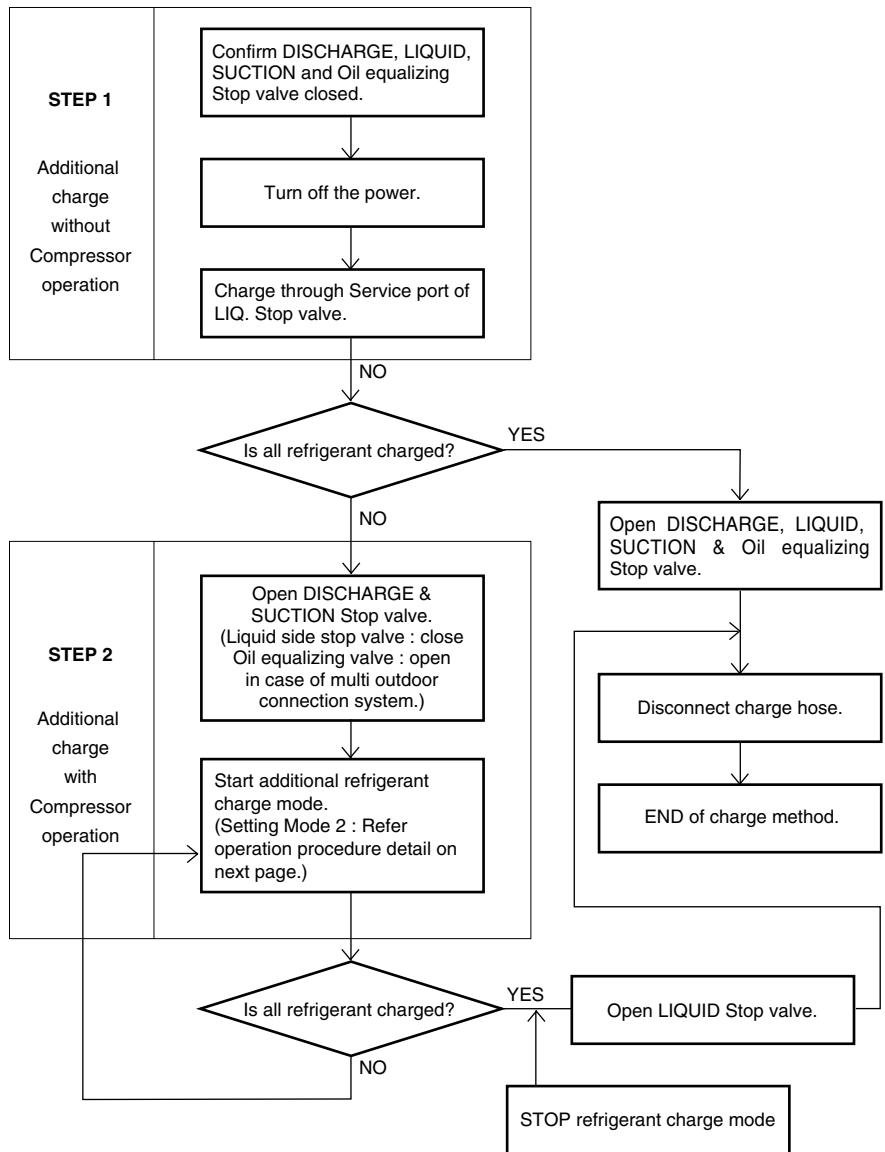 STEP 1
Additional
charge
without
Compressor
operation
Confirm DISCHARGE, LIQUID,
SUCTION and Oil equalizing
Stop valve closed.
Turn off the power.
Charge through Service port of
LIQ. Stop valve.
NO
Is all refrigerant charged?
YES
NO
Open DISCHARGE, LIQUID,
SUCTION & Oil equalizing
Stop valve.
STEP 2
Additional
charge
with
Compressor
operation
Open DISCHARGE &
SUCTION Stop valve.
(Liquid side stop valve : close
Oil equalizing valve : open
in case of multi outdoor
connection system.)
Start additional refrigerant
charge mode.
(Setting Mode 2 : Refer
operation procedure detail on
next page.)
Disconnect charge hose.
END of charge method.
Is all refrigerant charged?
YES
NO
Open LIQUID Stop valve.
STOP refrigerant charge mode